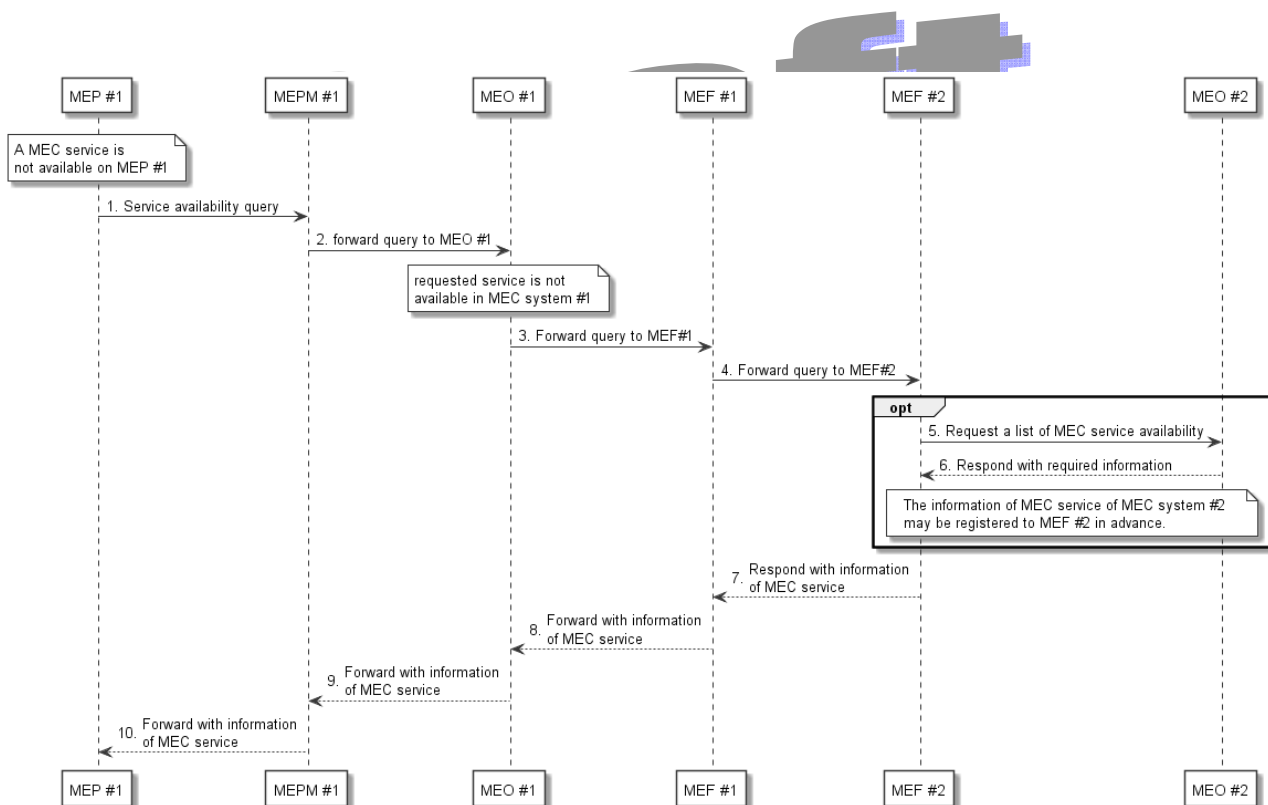 MEP #1
MEPM #1
MEO #1
MEF #1
MEF #2
MEO #2
A MEC service is
not available on MEP #1
1. Service availability query
2. forward query to MEO #1
requested service is not
available in MEC system #1
3. Forward query to MEF#1
4. Forward query to MEF#2
opt
5. Request a list of MEC service availability
6. Respond with required information
The information of MEC service of MEC system #2
may be registered to MEF #2 in advance.
7. Respond with information
of MEC service
8. Forward with information
of MEC service
9. Forward with information
of MEC service
10. Forward with information
of MEC service
MEP #1
MEPM #1
MEO #1
MEF #1
MEF #2
MEO #2